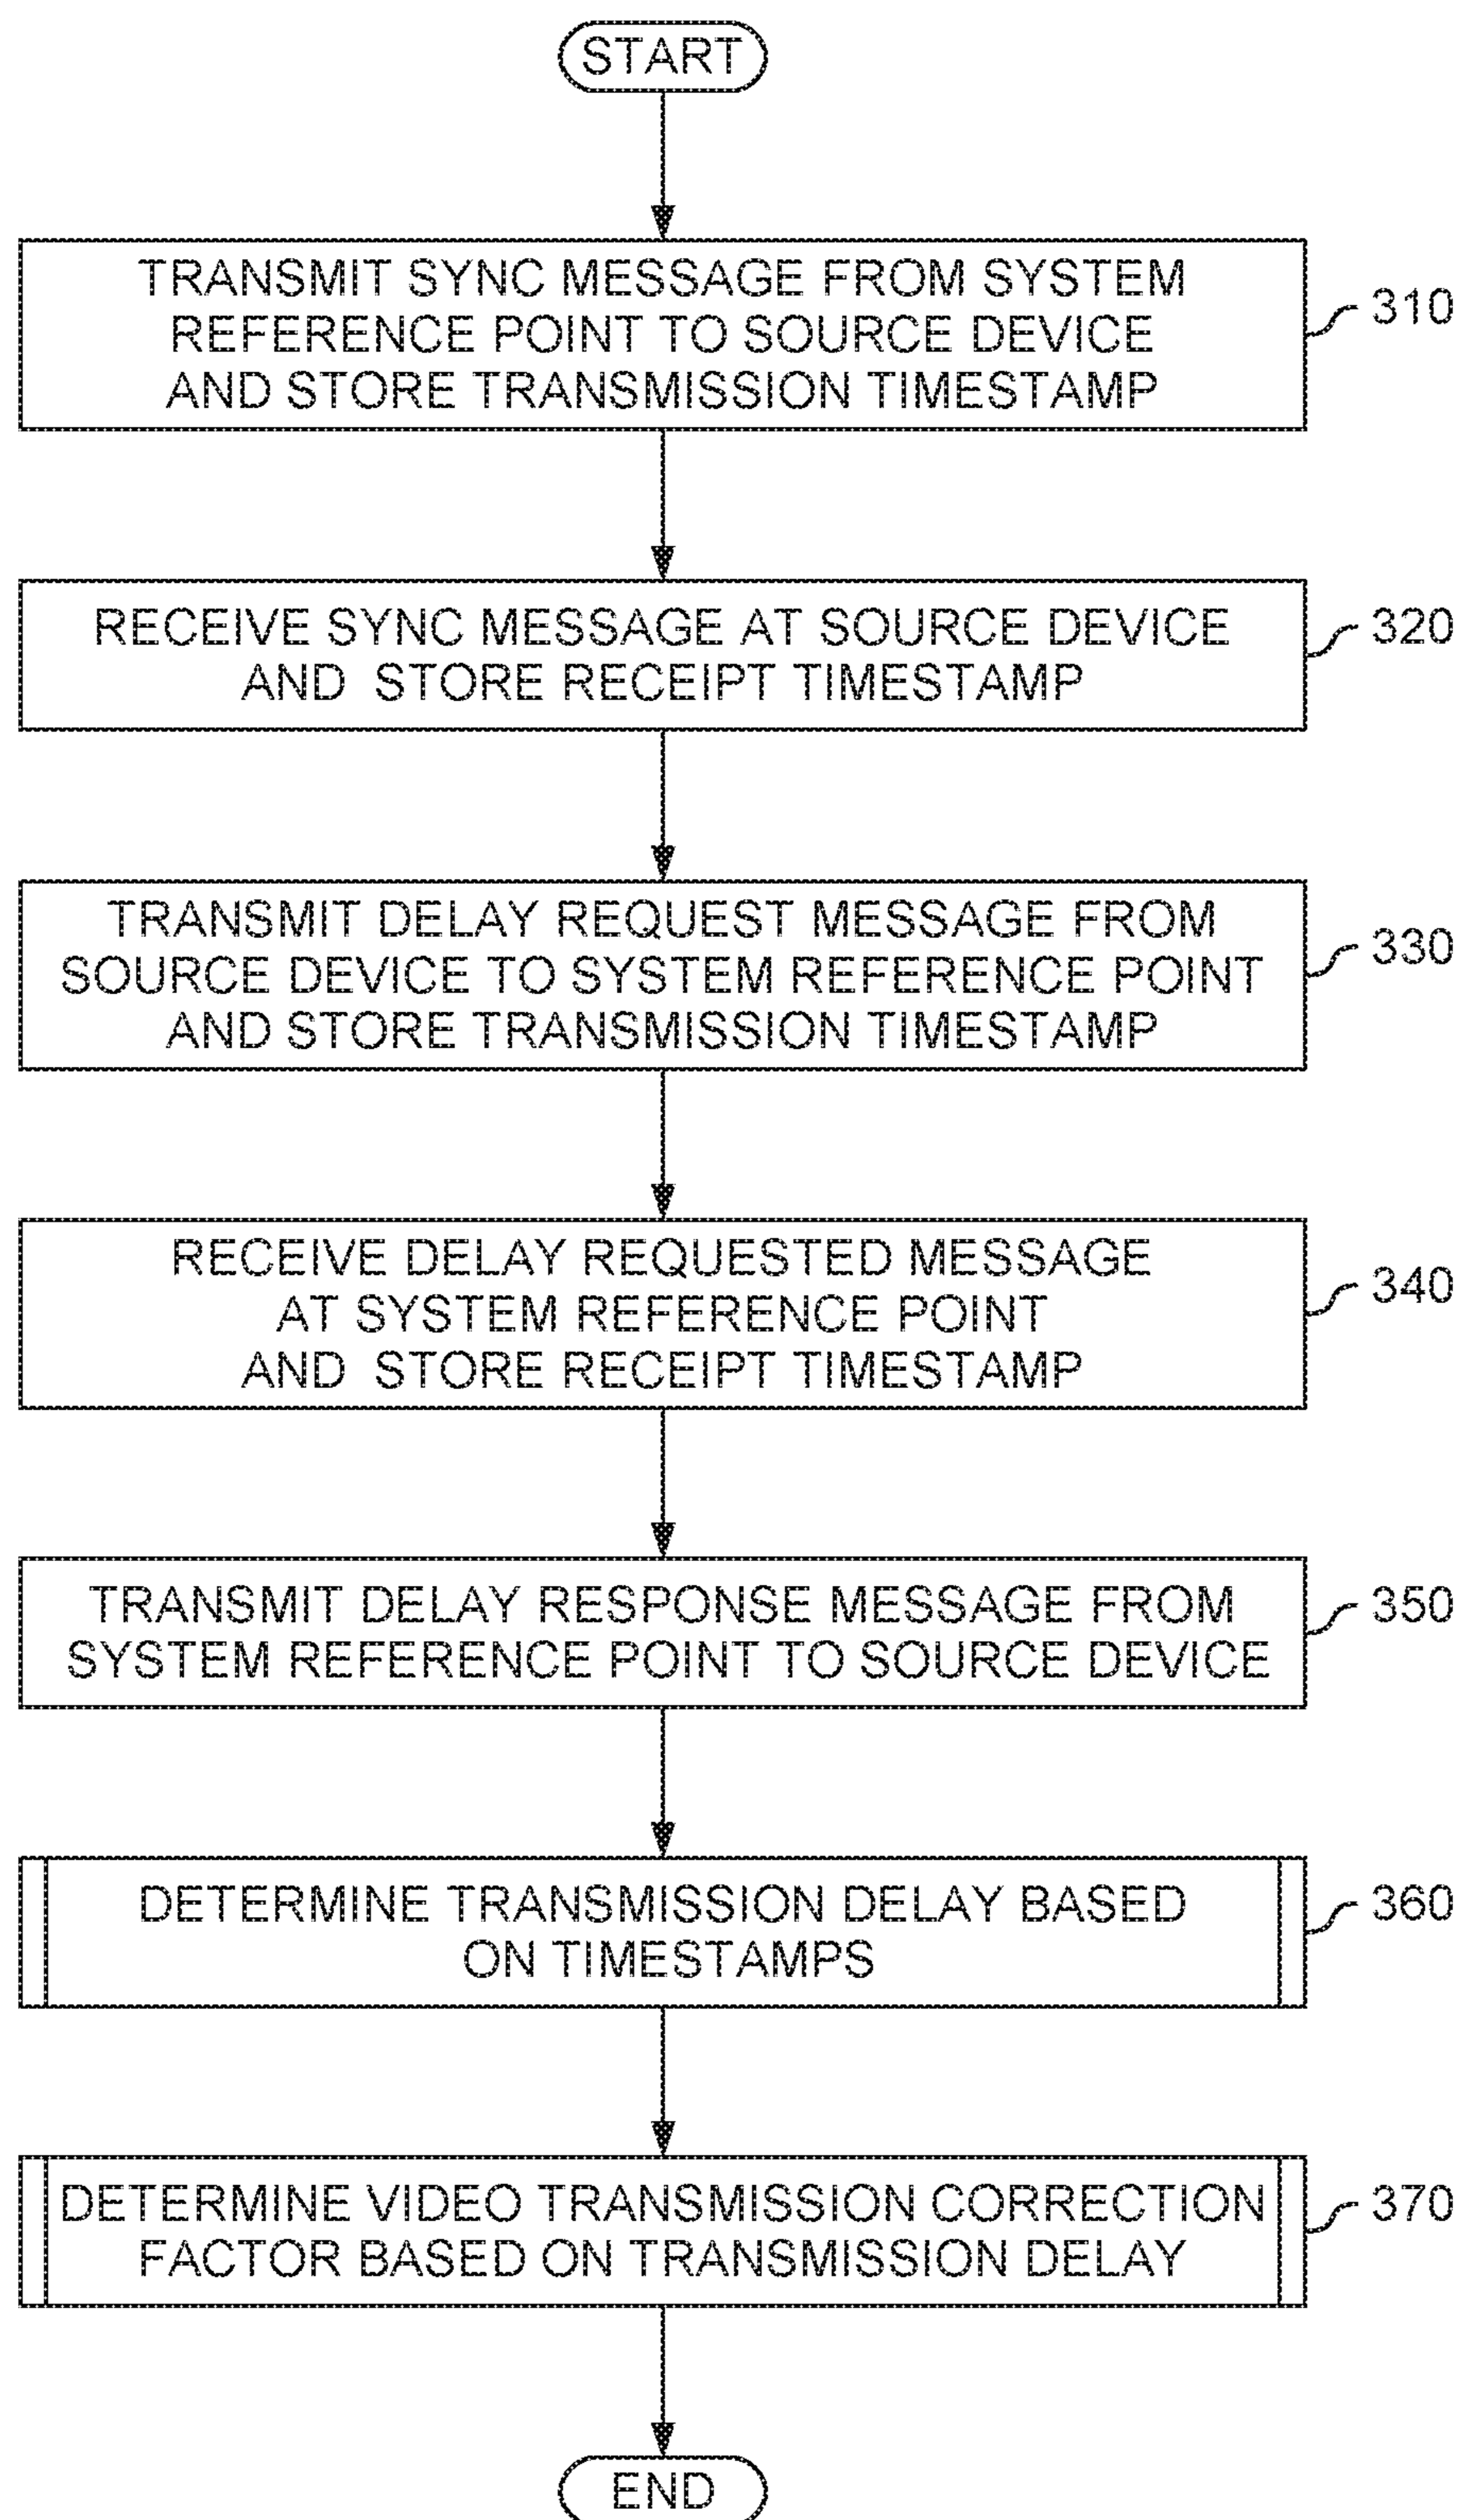 START
TRANSMIT SYNC MESSAGE FROM SYSTEM
REFERENCE POINT TO SOURCE DEVICE
AND STORE TRANSMISSION TIMESTAMP
310
RECEIVE SYNC MESSAGE AT SOURCE DEVICE
AND STORE RECEIPT TIMESTAMP
320
TRANSMIT DELAY REQUEST MESSAGE FROM
SOURCE DEVICE TO SYSTEM REFERENCE POINT
AND STORE TRANSMISSION TIMESTAMP
330
RECEIVE DELAY REQUESTED MESSAGE
AT SYSTEM REFERENCE POINT
AND STORE RECEIPT TIMESTAMP
340
TRANSMIT DELAY RESPONSE MESSAGE FROM
SYSTEM REFERENCE POINT TO SOURCE DEVICE
350
DETERMINE TRANSMISSION DELAY BASED
ON TIMESTAMPS
360
DETERMINE VIDEO TRANSMISSION CORRECTION
FACTOR BASED ON TRANSMISSION DELAY
370
END